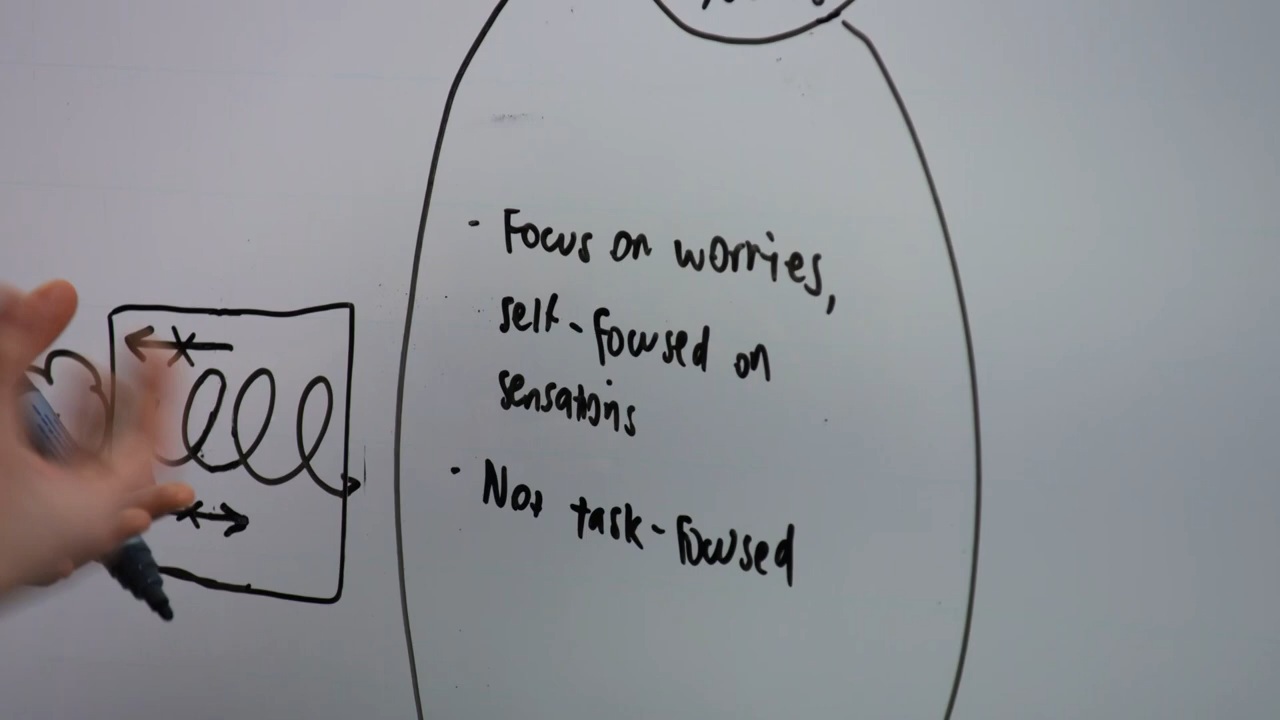 · Focus on worries,
self-focused on
sensations
· Not task-focused